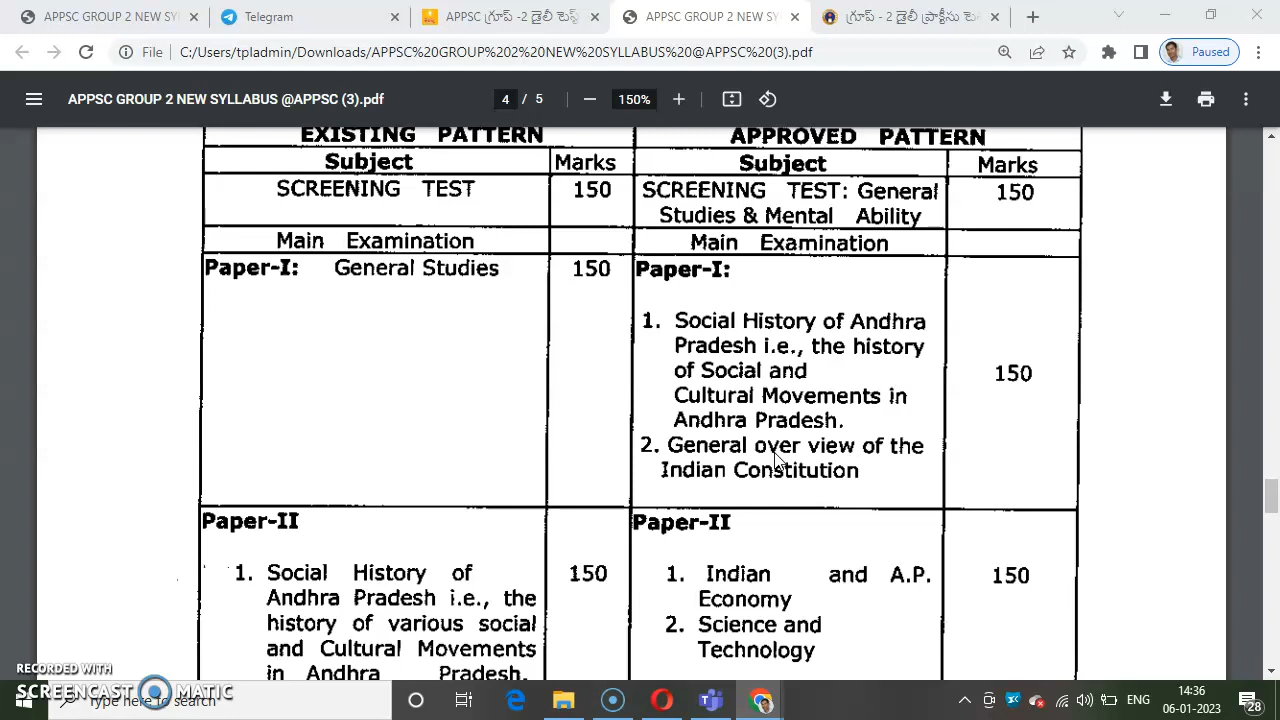 APPSC GROUP 2 NEW SY
Telegram
APPSC గ్రూప్ -2 డైలీ టెస్ట్
APPSC GROUP 2 NEW SY
గ్రూప్ - 2 డైలీ ప్రాక్టీసు టె
File
C:/Users/tpladmin/Downloads/APPSC%20GROUP%202%20NEW%20SYLLABUS%20@APPSC%20(3).pdf
Paused
APPSC GROUP 2 NEW SYLLABUS @APPSC (3).pdf
4 / 5
150%
EXISTING PATTERN
APPROVED PATTERN
Subject
Marks
Subject
Marks
SCREENING TEST
150
SCREENING TEST: General
Studies & Mental Ability
150
Main Examination
Main Examination
Paper-I: General Studies
150
Paper-I:
1. Social History of Andhra
Pradesh i.e., the history
of Social and
Cultural Movements in
Andhra Pradesh.
2. General over view of the
Indian Constitution
150
Paper-II
1. Social History of
Andhra Pradesh i.e., the
history of various social
and Cultural Movements
in Andhra Pradesh.
150
Paper-II
1. Indian and A.P.
Economy
2. Science and
Technology
150
RECORDED WITH
SCREENCAST MATIC
Type here to search
ENG
14:36
06-01-2023
28